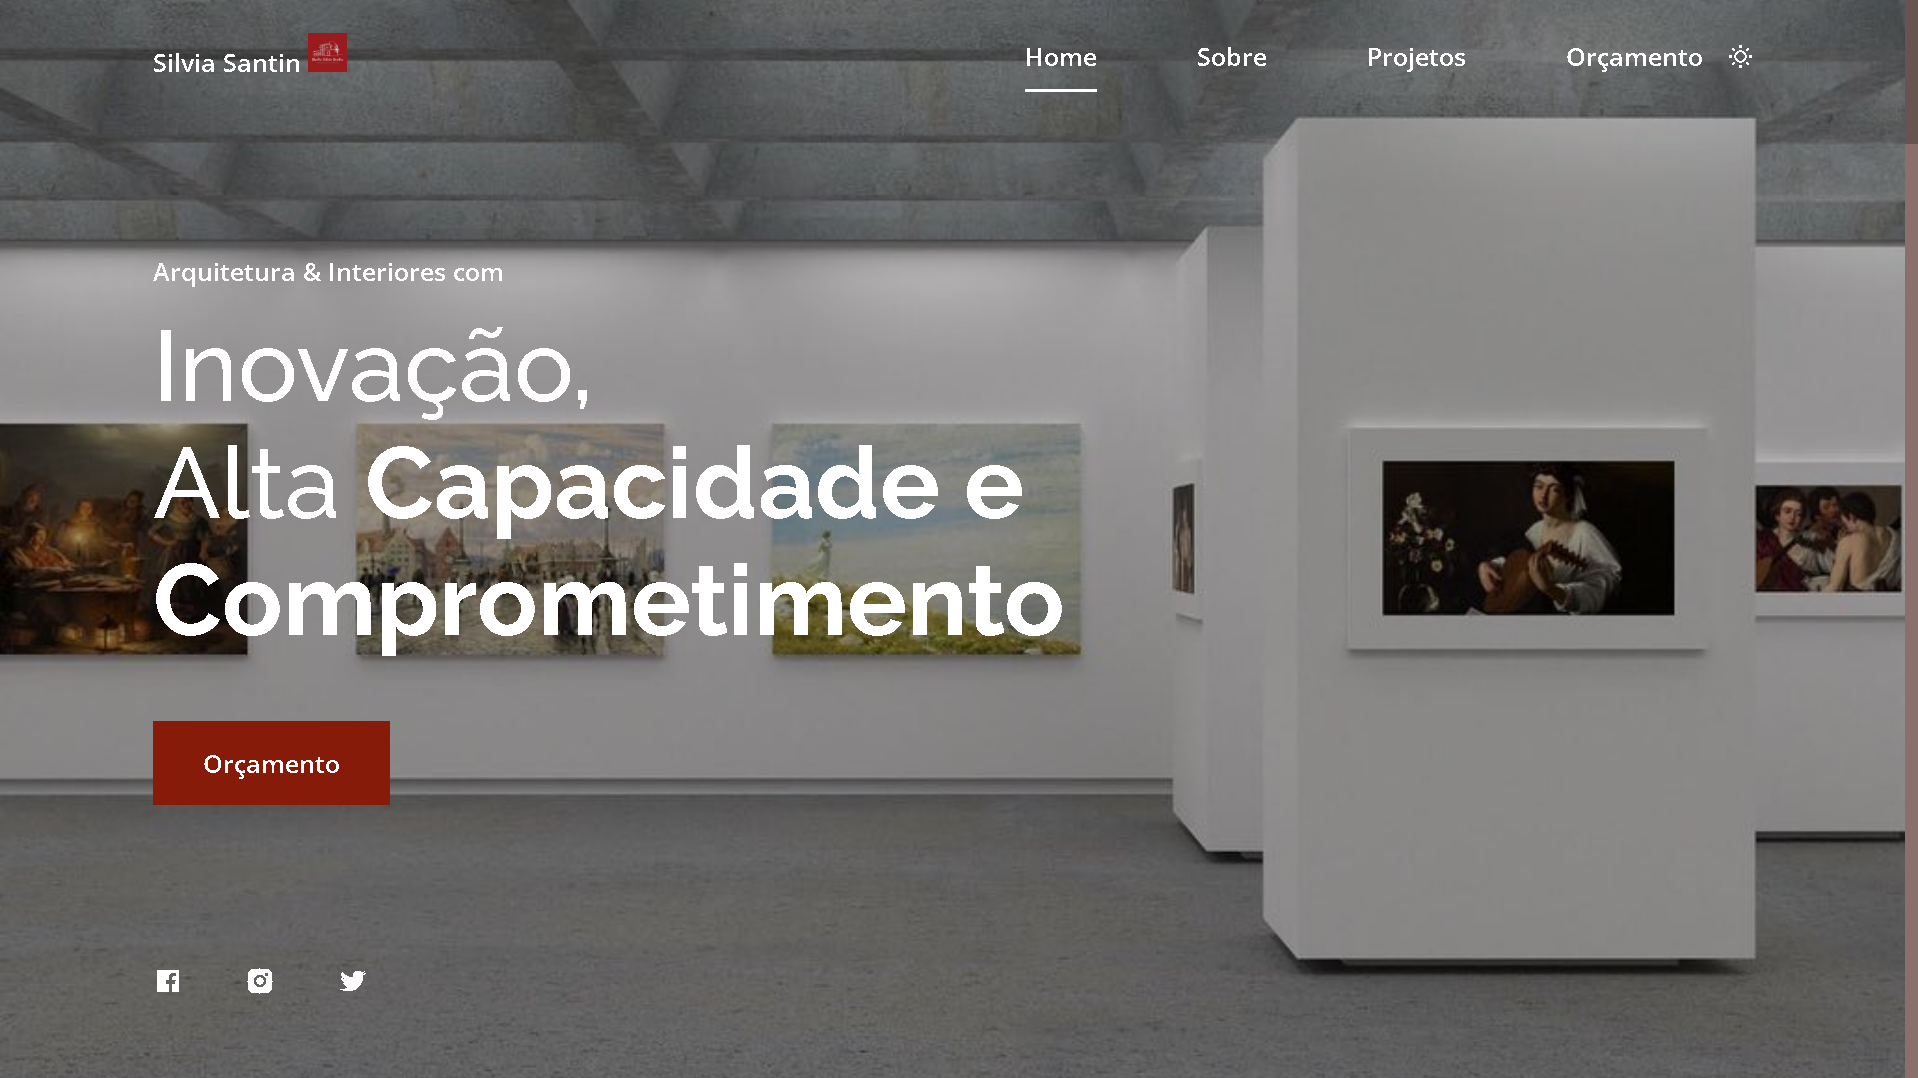 Silvia Santin
Home Sobre Projetos Orçamento
Arquitetura & Interiores com
Inovação,
Alta Capacidade e
Comprometimento
Orçamento